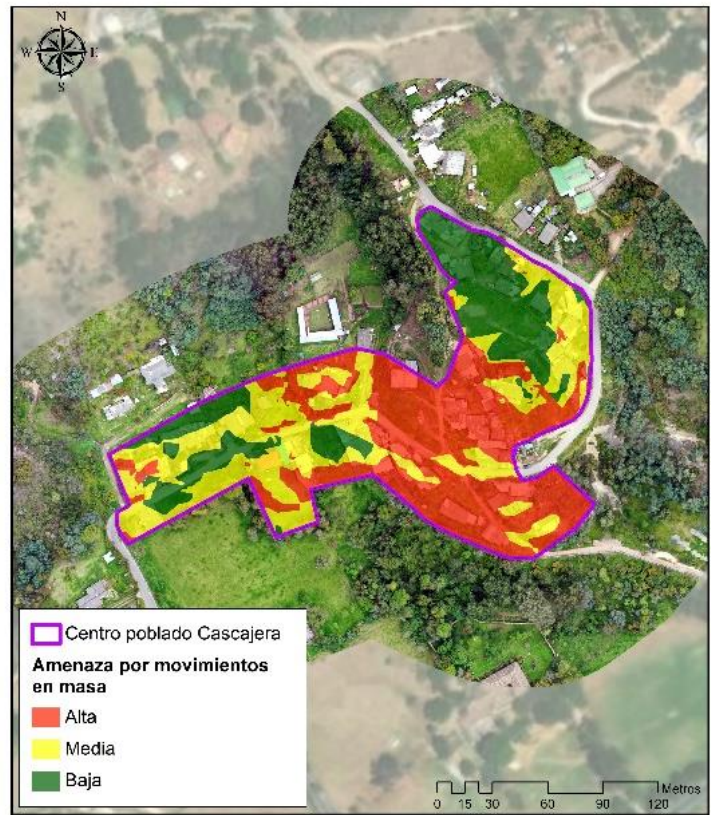 N
W E
S
Centro poblado Cascajera
Amenaza por movimientos
en masa
Alta
Media
Baja
Metros
0 15 30 60 90 120